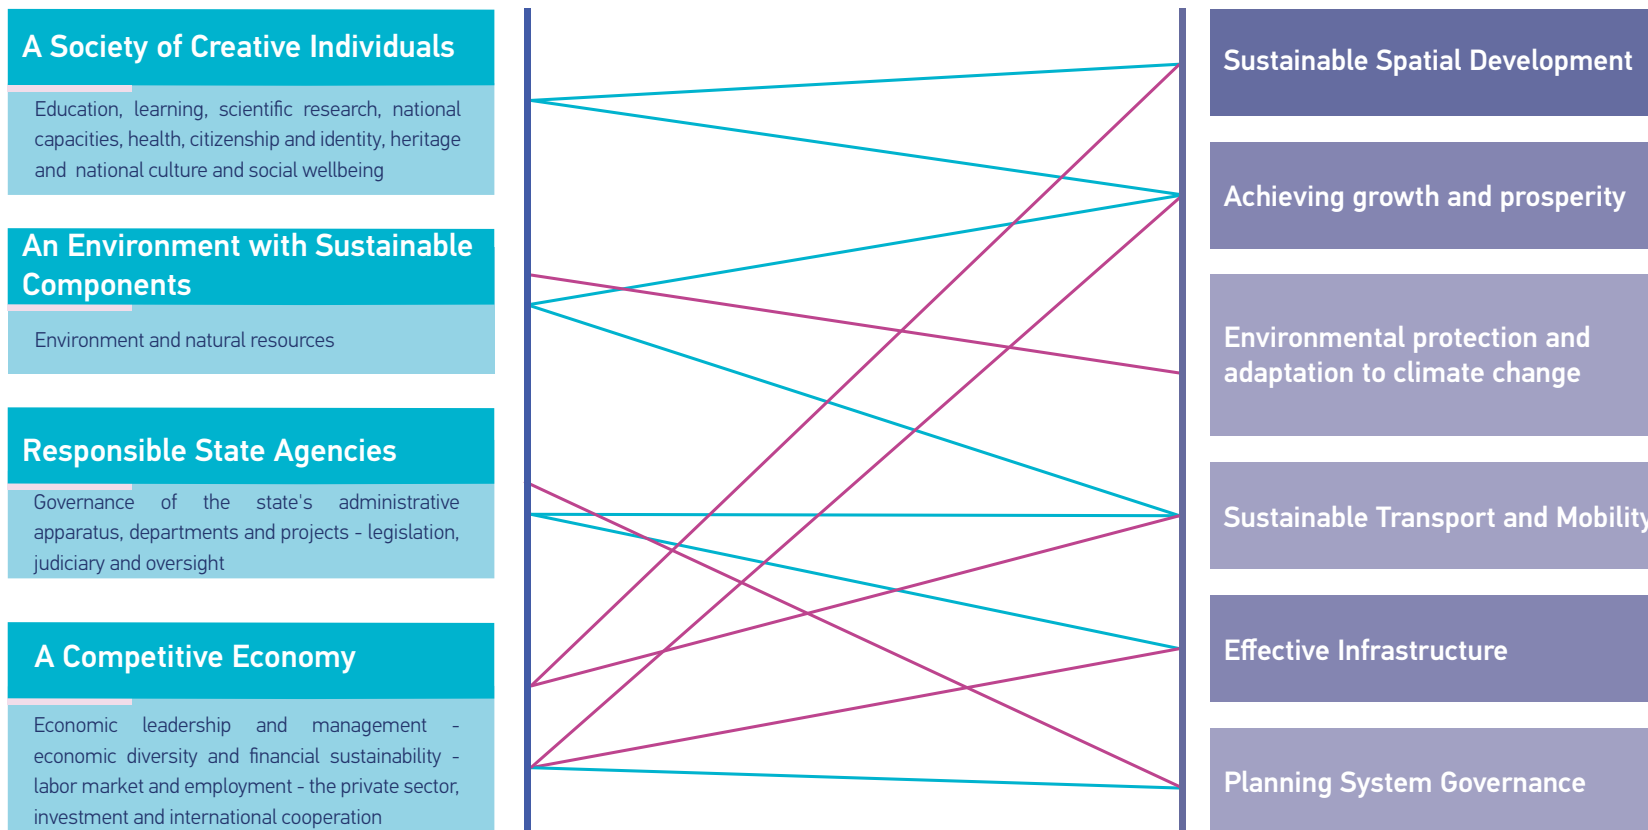 A Society of Creative Individuals
Education, learning, scientific research, national
capacities, health, citizenship and identity, heritage
and national culture and social wellbeing
An Environment with Sustainable
Components
Environment and natural resources
Responsible State Agencies
Governance of the state's administrative
apparatus, departments and projects - legislation,
judiciary and oversight
A Competitive Economy
Economic leadership and management -
economic diversity and financial sustainability -
labor market and employment - the private sector,
investment and international cooperation
Sustainable Spatial Development
Achieving growth and prosperity
Environmental protection and
adaptation to climate change
Sustainable Transport and Mobility
Effective Infrastructure
Planning System Governance